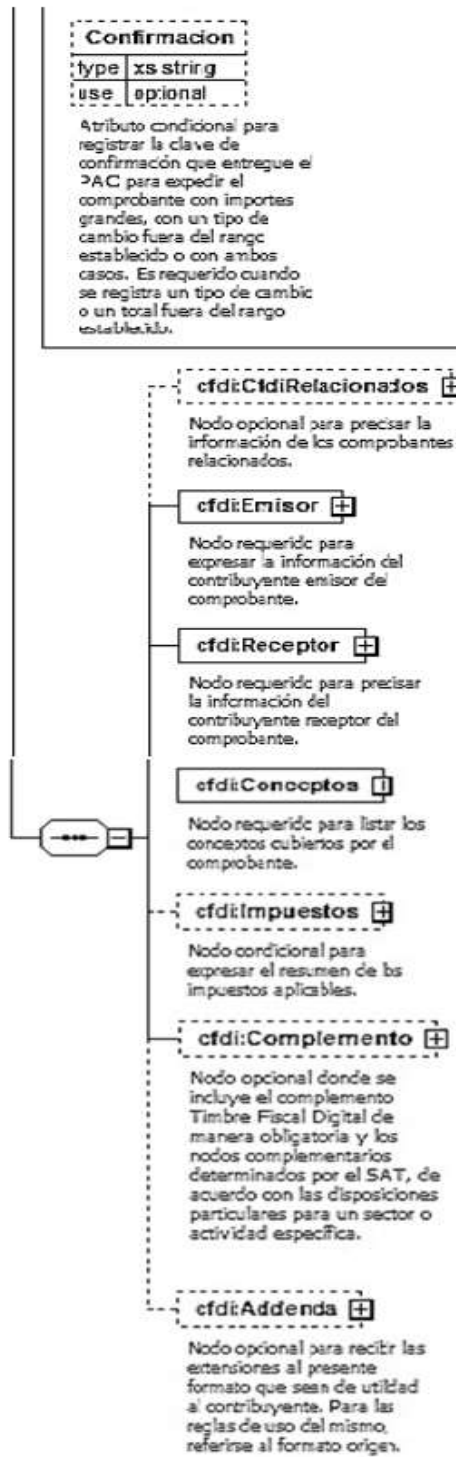 Confirmacion
type xs:string
use optional
Atributo condicional para
registrar la clave de
confirmación que entregue el
PAC para expedir el
comprobante con importes
grandes, con un tipo de
cambio fuera del rango
establecido o con ambos
casos. Es requerido cuando
se registra un tipo de cambio
o un total fuera del rango
establecido.
cfdi:CfdiRelacionados
Nodo opcional para precisar la
información de los comprobantes
relacionados.
cfdi:Emisor
Nodo requerido para
expresar la información del
contribuyente emisor del
comprobante.
cfdi:Receptor
Nodo requerido para precisar
la información del
contribuyente receptor del
comprobante.
cfdi:Conceptos
Nodo requerido para listar los
conceptos cubiertos por el
comprobante.
cfdi:Impuestos
Nodo condicional para
expresar el resumen de los
impuestos aplicables.
cfdi:Complemento
Nodo opcional donde se
incluye el complemento
Timbre Fiscal Digital de
manera obligatoria y los
nodos complementarios
determinados por el SAT, de
acuerdo con las disposiciones
particulares para un sector o
actividad específica.
cfdi:Addenda
Nodo opcional para recibir las
extensiones al presente
formato que sean de utilidad
al contribuyente. Para las
reglas de uso del mismo,
referirse al formato origen.